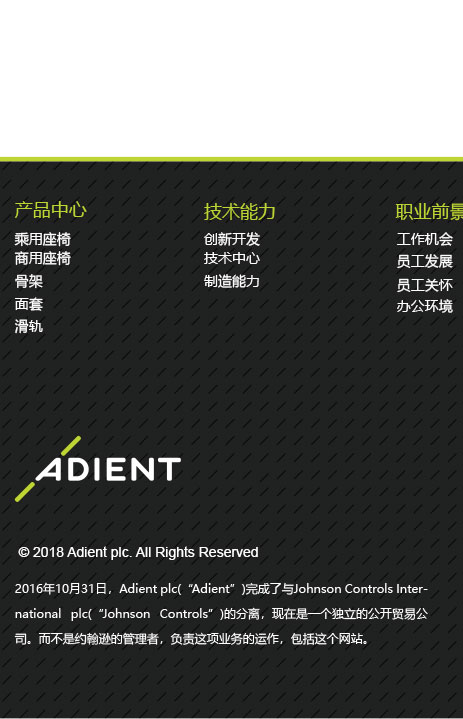 产品中心
乘用座椅
商用座椅
骨架
面套
滑轨
技术能力
创新开发
技术中心
制造能力
职业前景
工作机会
员工发展
员工关怀
办公环境
ADIENT
© 2018 Adient plc. All Rights Reserved
2016年10月31日，Adient plc(“Adient”)完成了与Johnson Controls Inter-
national plc(“Johnson Controls”)的分离，现在是一个独立的公开贸易公
司。而不是约翰逊的管理者，负责这项业务的运作，包括这个网站。